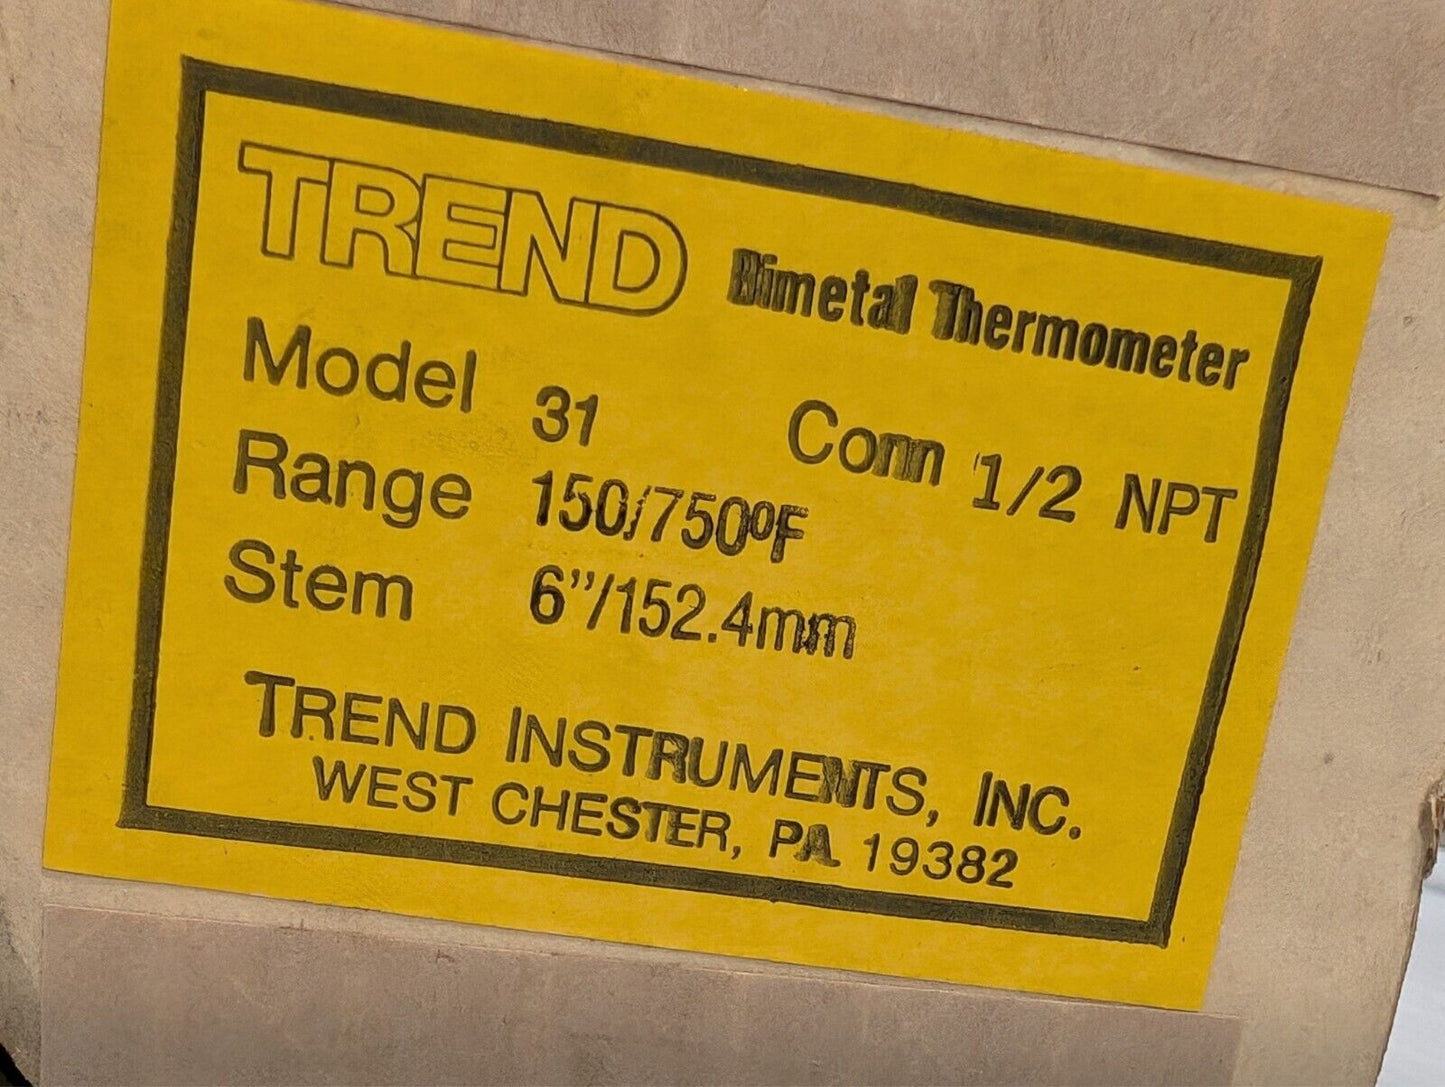 TREND Bimetal Thermometer
Model 31 Conn 1/2 NPT
Range 150/750ºF
Stem 6”/152.4mm
TREND INSTRUMENTS, INC.
WEST CHESTER, PA 19382